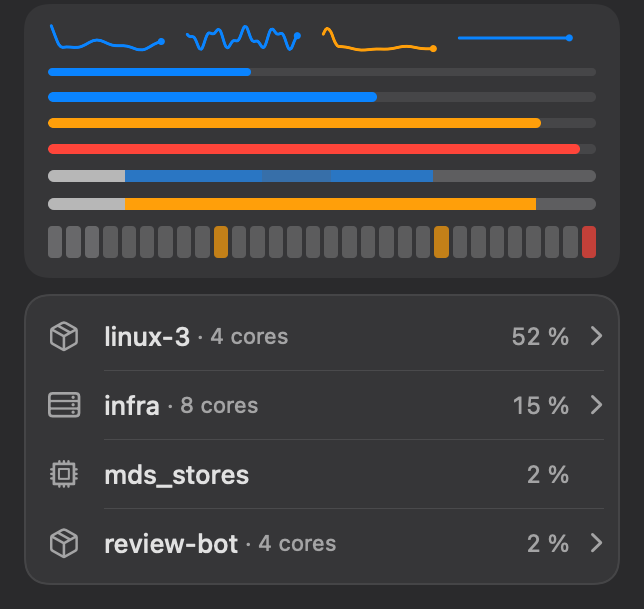 linux-3 · 4 cores 52 %
infra · 8 cores 15 %
mds_stores 2 %
review-bot · 4 cores 2 %